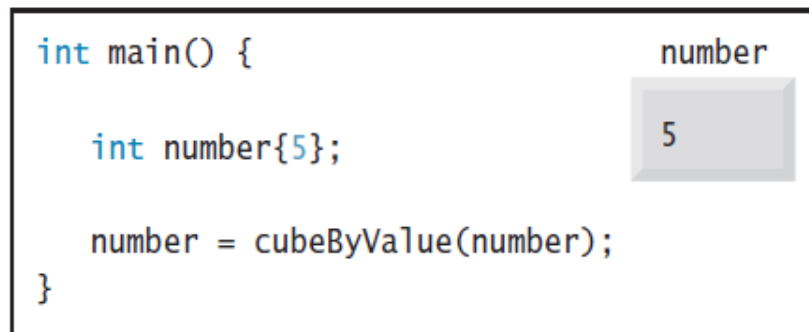 int main() {
number
int number{5};
5
number = cubeByValue(number);
}